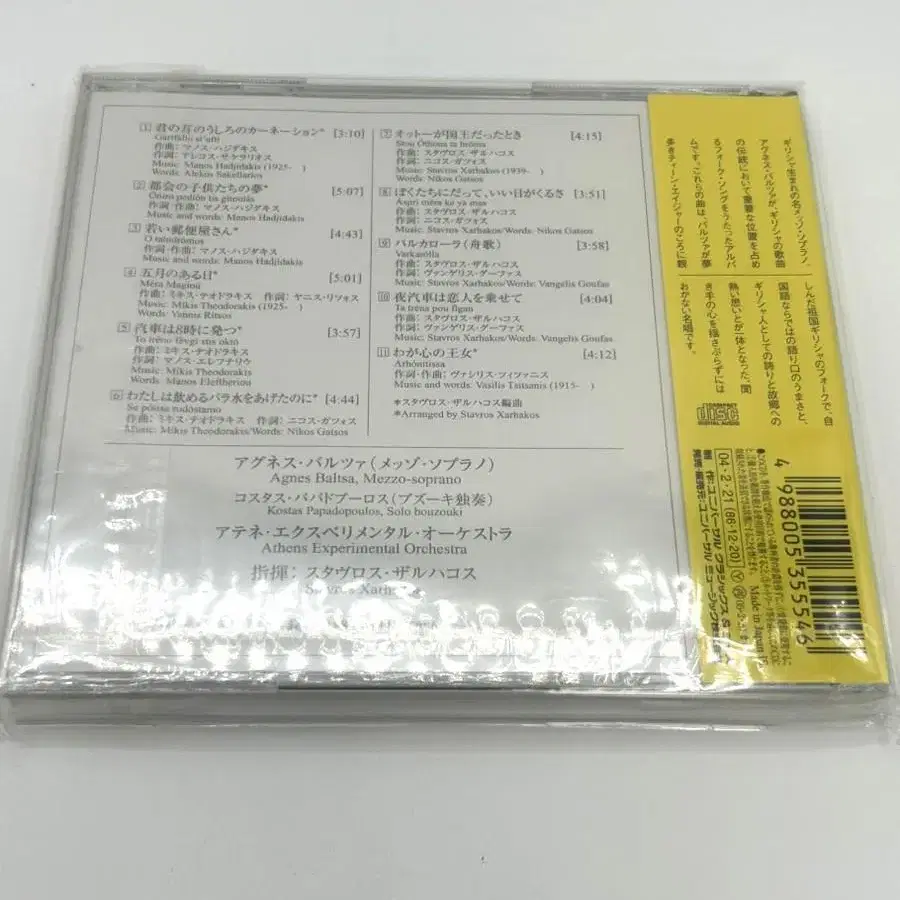 1 君の耳のうしろのカーネーション* [3:10]
Garífallo st'aftí
作曲：マノス・ハジダキス
作詞：アレコス・サケラリオス
Music: Manos Hadjidakis (1925- )
Words: Alekos Sakellarios
2 都会の子供たちの夢* [5:07]
Óniro pedión tis gitoniás
作詞・作曲：マノス・ハジダキス
Music and words: Manos Hadjidakis
3 若い郵便屋さん* [4:43]
O tahidrómos
作詞・作曲：マノス・ハジダキス
Music and words: Manos Hadjidakis
4 五月のある日* [5:01]
Méra Magioú
作曲：ミキス・テオドラキス 作詞：ヤニス・リツォス
Music: Mikis Theodorakis (1925- )
Words: Yannis Ritsos
5 汽車は8時に発つ* [3:57]
To tréno févgi stis októ
作曲：ミキス・テオドラキス
作詞：マノス・エレフテリウ
Music: Mikis Theodorakis
Words: Manos Eleftheriou
6 わたしは飲めるバラ水をあげたのに* [4:44]
Se pótisa rodóstamo
作曲：ミキス・テオドラキス 作詞：ニコス・ガツォス
Music: Mikis Theodorakis/Words: Nikos Gatsos
7 オットーが国王だったとき [4:15]
Stou Óthona ta hrónia
作曲：スタヴロス・ザルハコス
作詞：ニコス・ガツォス
Music: Stavros Xarhakos (1939- )
Words: Nikos Gatsos
8 ぼくたちにだって、いい日がくるさ [3:51]
Áspri méra ke ya mas
作曲：スタヴロス・ザルハコス
作詞：ニコス・ガツォス
Music: Stavros Xarhakos/Words: Nikos Gatsos
9 バルカローラ（舟歌） [3:58]
Varkaróla
作曲：スタヴロス・ザルハコス
作詞：ヴァンゲリス・グーファス
Music: Stavros Xarhakos/Words: Vangelis Goufas
10 夜汽車は恋人を乗せて [4:04]
Ta tréna pou fígan
作曲：スタヴロス・ザルハコス
作詞：ヴァンゲリス・グーファス
Music: Stavros Xarhakos/Words: Vangelis Goufas
11 わが心の王女* [4:12]
Arhóntissa
作詞・作曲：ヴァシリス・ツィツァニス
Music and words: Vasilis Tsitsanis (1915- )
*スタヴロス・ザルハコス編曲
*Arranged by Stavros Xarhakos
アグネス・バルツァ（メッゾ・ソプラノ）
Agnes Baltsa, Mezzo-soprano
コスタス・パパドプーロス（ブズーキ独奏）
Kostas Papadopoulos, Solo bouzouki
アテネ・エクスペリメンタル・オーケストラ
Athens Experimental Orchestra
指揮：スタヴロス・ザルハコス
Stavros
ギリシャ生まれの名メッゾ・ソプラノ、
アグネス・バルツァが、ギリシャの歌曲
の伝統において重要な位置を占め
るフォーク・ソングをうたったアルバ
ムです。これらの曲は、バルツァが夢
多きティーン・エイジャーのころに親
しんだ祖国ギリシャのフォークで、自
国語ならではの語り口のうまさと、
ギリシャ人としての誇りと故郷への
熱い思いとが一体となった、聞
き手の心を揺さぶらずには
おかない名唱です。
COMPACT
disc
DIGITAL AUDIO
4 988005 355546
04・2・21 (86・12・20)
Made in Japan